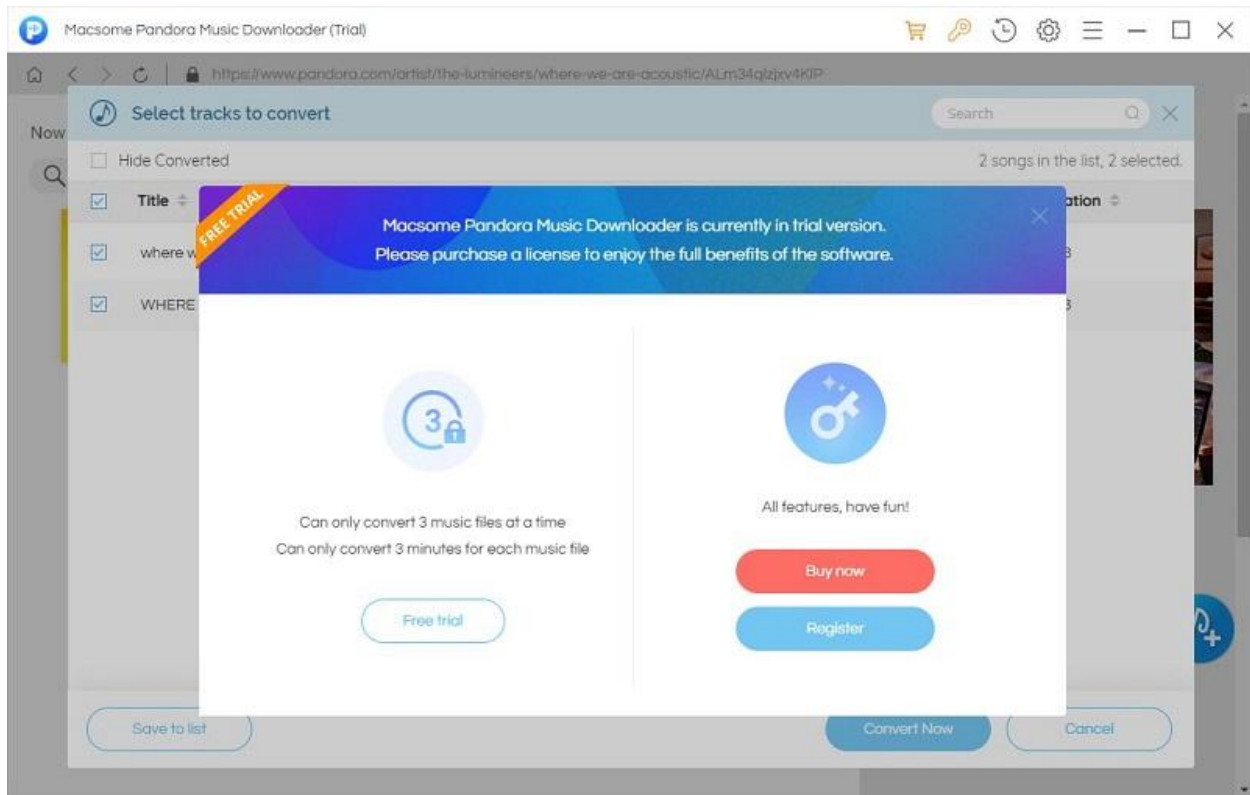 Macsome Pandora Music Downloader (Trial)
https://www.pandora.com/artist/the-lumineers/where-we-are-acoustic/
Now
Select tracks to convert
Search
Hide Converted
2 songs in the list, 2 selected.
Title
ation
where w
WHERE
FREE TRIAL
Macsome Pandora Music Downloader is currently in trial version.
Please purchase a license to enjoy the full benefits of the software.
3
Can only convert 3 music files at a time
Can only convert 3 minutes for each music file
Free trial
All features, have fun!
Buy now
Register
Save to list
Convert Now
Cancel